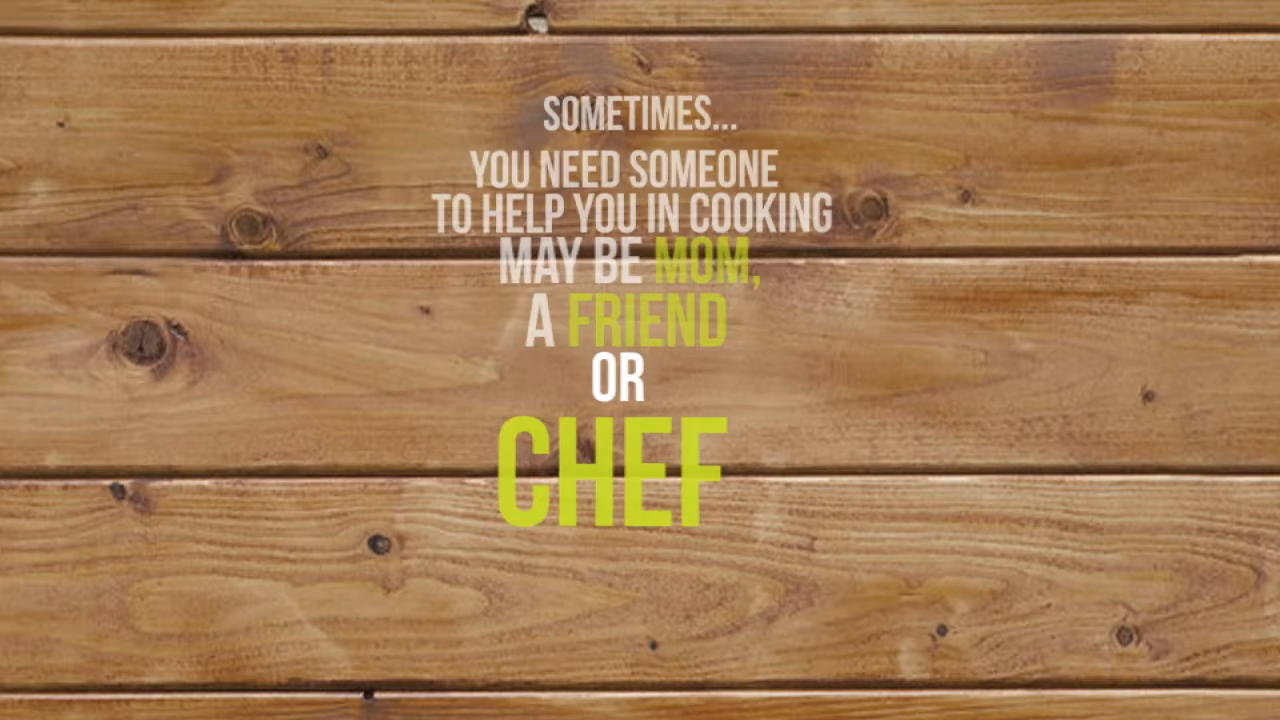 SOMETIMES...
YOU NEED SOMEONE
TO HELP YOU IN COOKING
MAY BE MOM,
A FRIEND
OR
CHEF